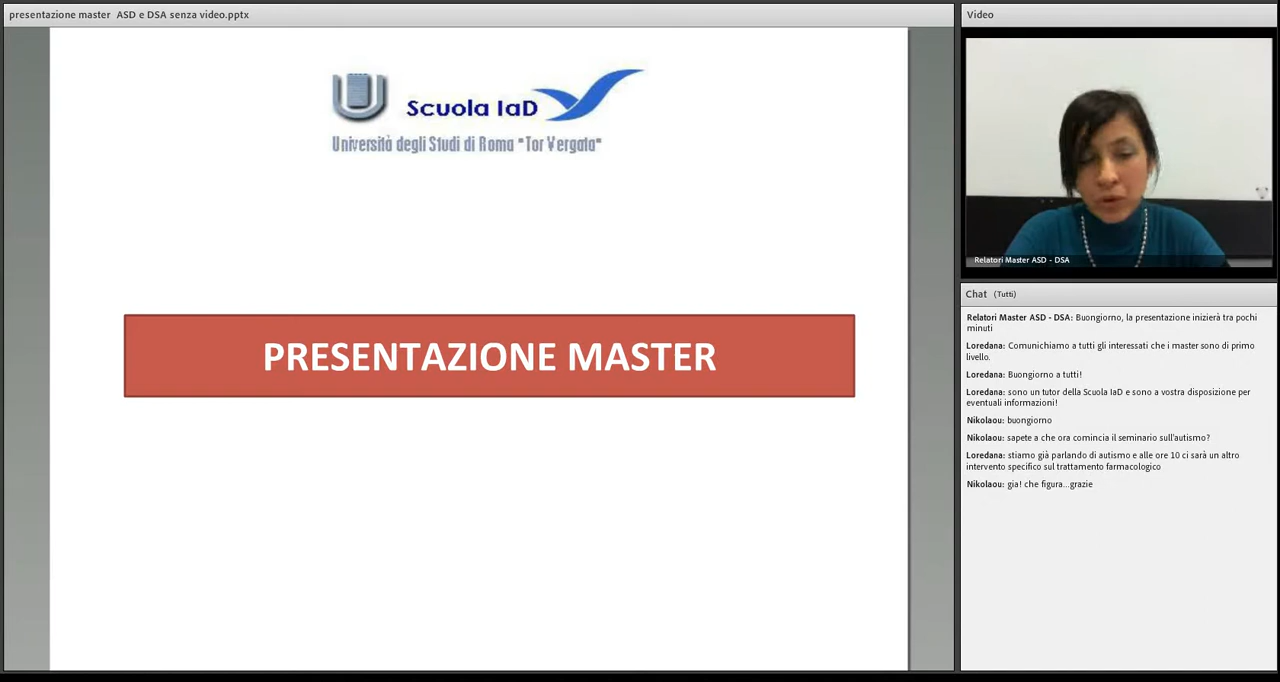 presentazione master  ASD e DSA senza video.pptx
Scuola IaD
Università degli Studi di Roma "Tor Vergata"
PRESENTAZIONE MASTER
Video
Relatori Master ASD - DSA
Chat (Tutti)
Relatori Master ASD - DSA: Buongiorno, la presentazione inizierà tra pochi
minuti
Loredana: Comunichiamo a tutti gli interessati che i master sono di primo
livello.
Loredana: Buongiorno a tutti!
Loredana: sono un tutor della Scuola IaD e sono a vostra disposizione per
eventuali informazioni!
Nikolaou: buongiorno
Nikolaou: sapete a che ora comincia il seminario sull'autismo?
Loredana: stiamo già parlando di autismo e alle ore 10 ci sarà un altro
intervento specifico sul trattamento farmacologico
Nikolaou: gia! che figura...grazie